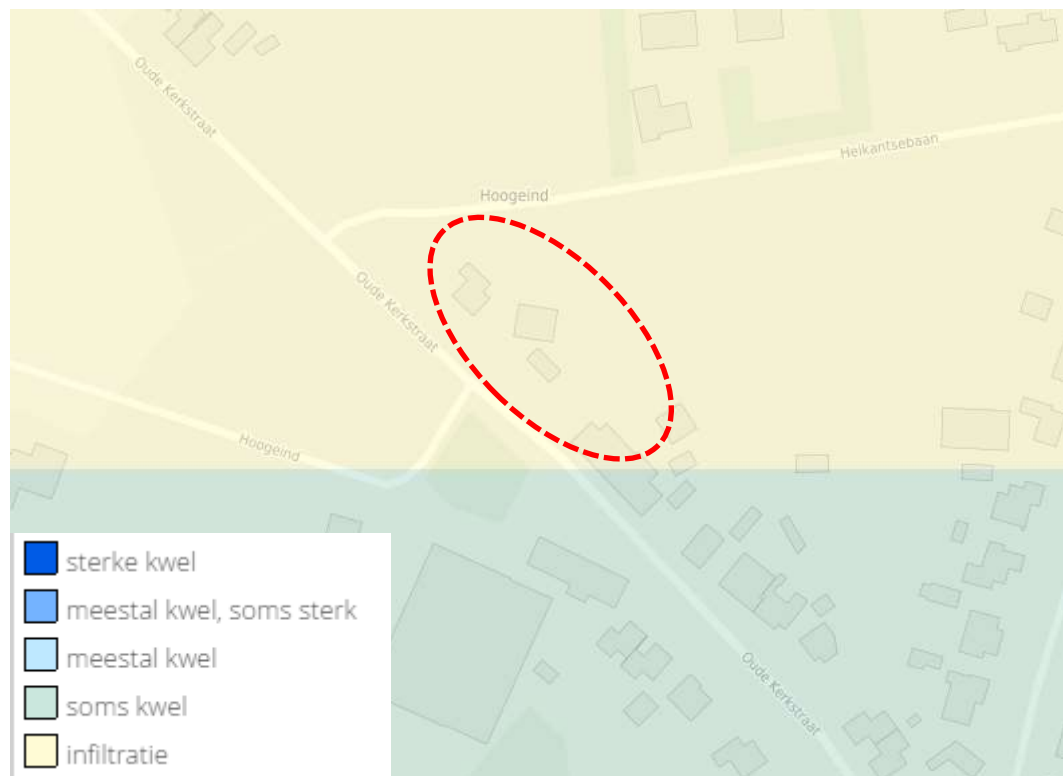 Oude Kerkstraat
Heikantsebaan
Hoogeind
Oude Kerkstraat
Hoogeind
sterke kwel
meestal kwel, soms sterk
meestal kwel
soms kwel
infiltratie
Oude Kerkstraat